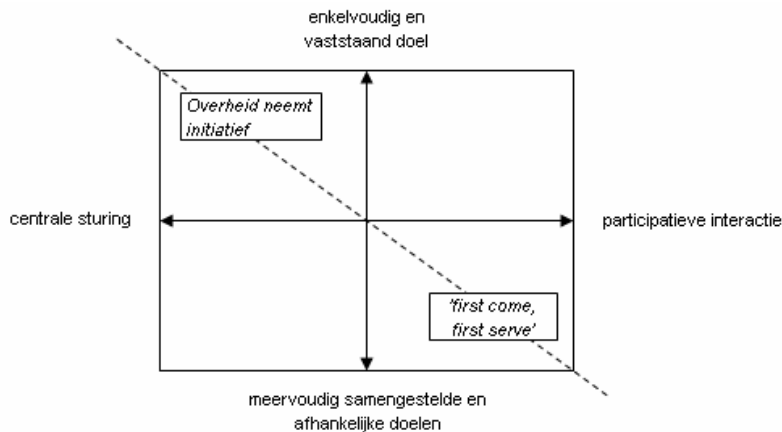 enkelvoudig en
vaststaand doel
Overheid neemt
initiatief
centrale sturing
participatieve interactie
'first come,
first serve'
meervoudig samengestelde en
afhankelijke doelen